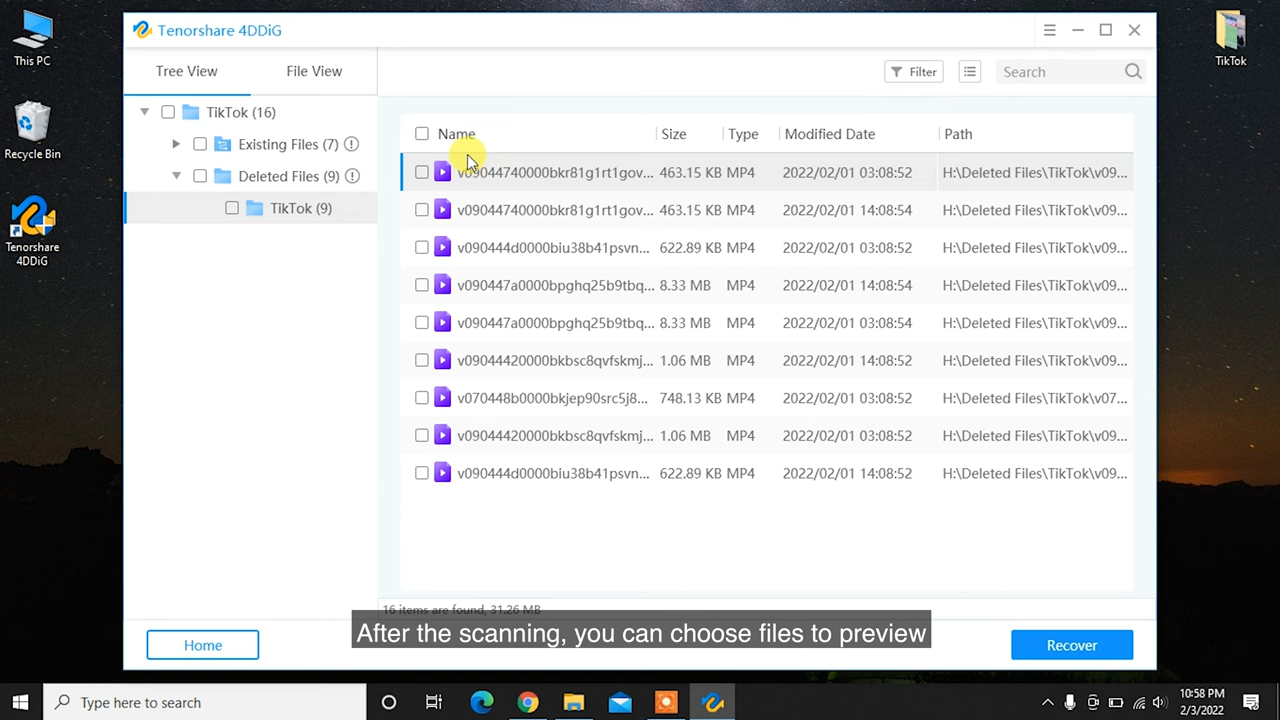 This PC
Recycle Bin
Tenorshare
4DDiG
TikTok
Tenorshare 4DDiG
Tree View
File View
Filter
Search
TikTok (16)
Existing Files (7)
Deleted Files (9)
TikTok (9)
Name Size Type Modified Date Path
v09044740000bkr81g1rt1gov... 463.15 KB MP4 2022/02/01 03:08:52 H:\Deleted Files\TikTok\v09...
v09044740000bkr81g1rt1gov... 463.15 KB MP4 2022/02/01 14:08:54 H:\Deleted Files\TikTok\v09...
v090444d0000biu38b41psvn... 622.89 KB MP4 2022/02/01 03:08:52 H:\Deleted Files\TikTok\v09...
v090447a0000bpghq25b9tbq... 8.33 MB MP4 2022/02/01 14:08:54 H:\Deleted Files\TikTok\v09...
v090447a0000bpghq25b9tbq... 8.33 MB MP4 2022/02/01 03:08:54 H:\Deleted Files\TikTok\v09...
v09044420000bkbsc8qvfskmj... 1.06 MB MP4 2022/02/01 14:08:52 H:\Deleted Files\TikTok\v09...
v070448b0000bkjep90src5j8... 748.13 KB MP4 2022/02/01 03:08:52 H:\Deleted Files\TikTok\v07...
v09044420000bkbsc8qvfskmj... 1.06 MB MP4 2022/02/01 03:08:52 H:\Deleted Files\TikTok\v09...
v090444d0000biu38b41psvn... 622.89 KB MP4 2022/02/01 14:08:52 H:\Deleted Files\TikTok\v09...
16 items are found, 31.26 MB
After the scanning, you can choose files to preview
Home
Recover
Type here to search
10:58 PM
2/3/2022